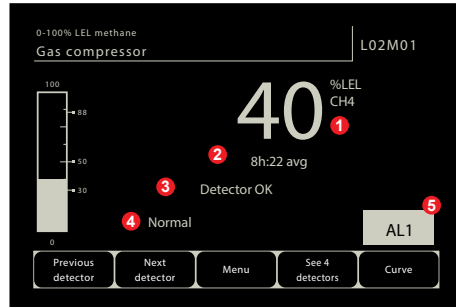 0-100% LEL methane
Gas compressor
L02M01
100
88
50
30
0
40
%LEL
CH4
1
2
8h:22 avg
3
Detector OK
4
Normal
5
AL1
Previous
detector
Next
detector
Menu
See 4
detectors
Curve